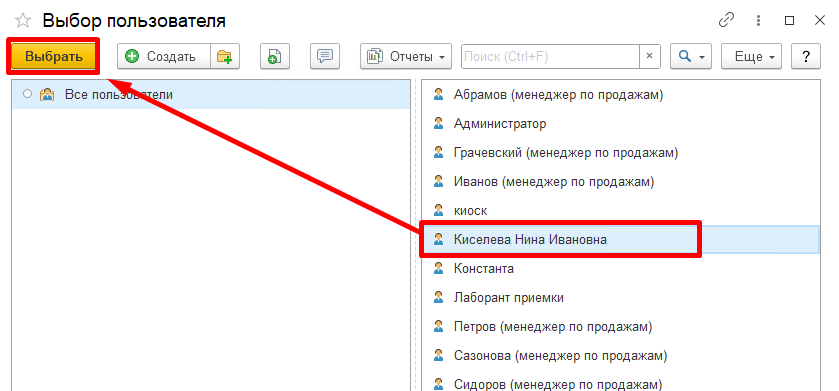 Выбор пользователя
Выбрать
Создать
Отчеты
Поиск (Ctrl+F)
×
Еще
?
Все пользователи
Абрамов (менеджер по продажам)
Администратор
Грачевский (менеджер по продажам)
Иванов (менеджер по продажам)
киоск
Киселева Нина Ивановна
Константа
Лаборант приемки
Петров (менеджер по продажам)
Сазонова (менеджер по продажам)
Сидоров (менеджер по продажам)